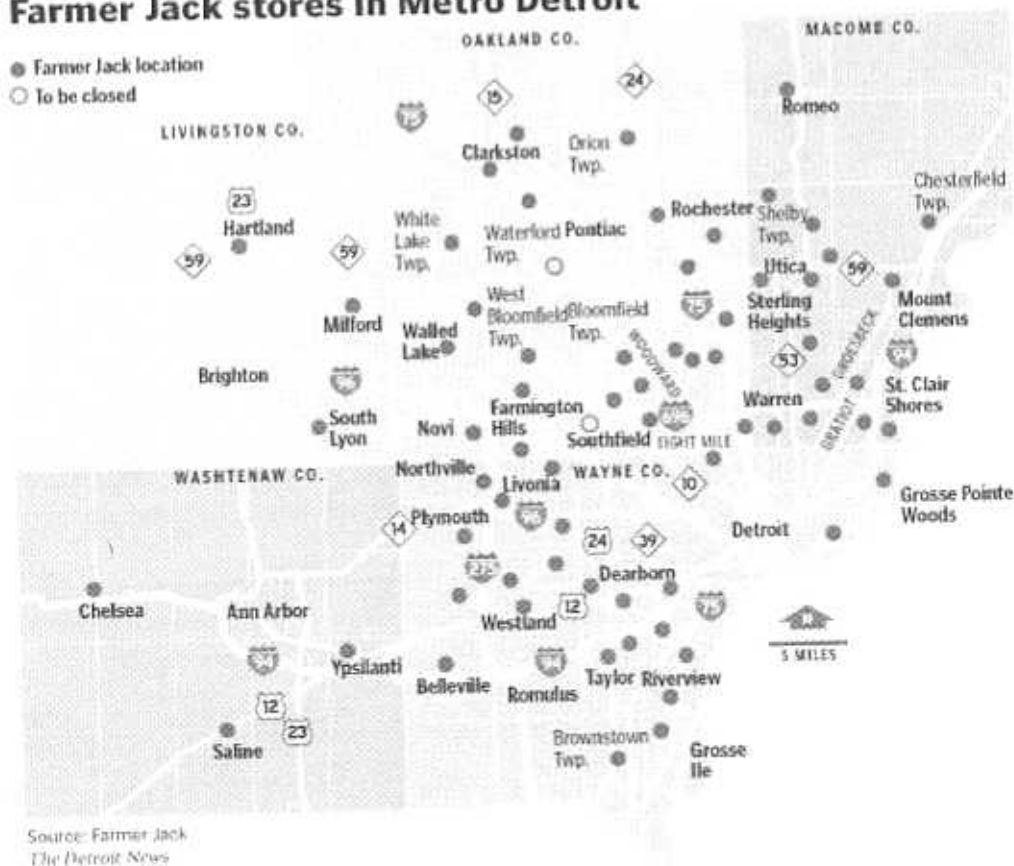 Farmer Jack stores in Metro Detroit
Farmer Jack location
To be closed
OAKLAND CO.
MACOMB CO.
LIVINGSTON CO.
15
24
Romeo
Clarkston
Orion
Twp.
23
Hartland
59
59
White
Lake
Twp.
Waterford
Twp.
Pontiac
Rochester
Shelby
Twp.
Chesterfield
Twp.
Utica
59
Mount
Clemens
Sterling
Heights
Milford
Walled
Lake
West
Bloomfield
Twp.
Bloomfield
Twp.
WOODWARD
53
GROESBECK
GRATIOT
Brighton
South
Lyon
Novi
Farmington
Hills
Southfield
EIGHT MILE
Warren
St. Clair
Shores
WASHTENAW CO.
Northville
Livonia
WAYNE CO.
10
Grosse Pointe
Woods
14
Plymouth
24
39
Detroit
Dearborn
Chelsea
Ann Arbor
Westland
12
5 MILES
Ypsilanti
Belleville
Romulus
Taylor
Riverview
12
23
Saline
Brownstown
Twp.
Grosse
Ile
Source: Farmer Jack
The Detroit News